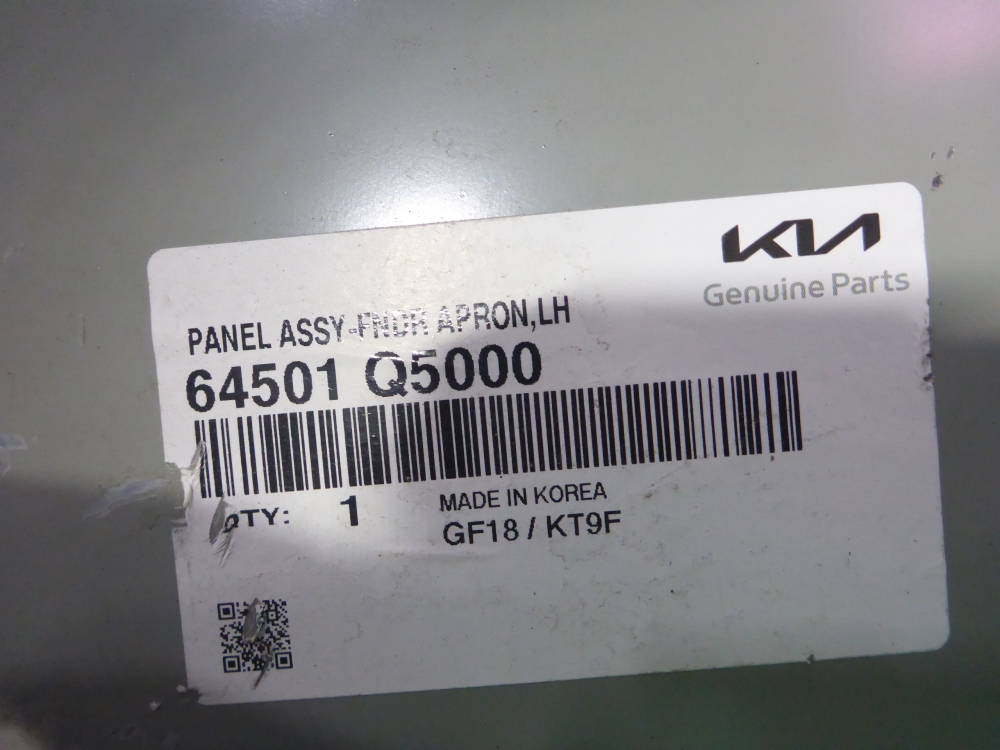 KIA
Genuine Parts
PANEL ASSY-FNDR APRON,LH
64501 Q5000
QTY: 1
MADE IN KOREA
GF18 / KT9F